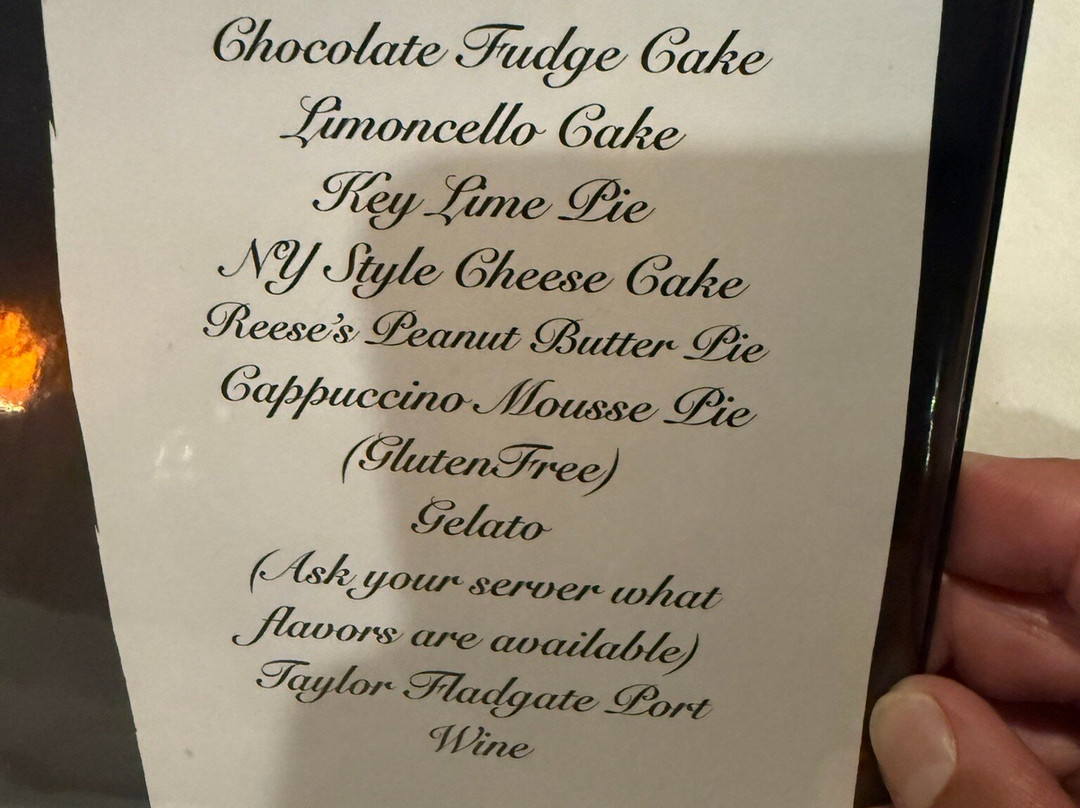 Chocolate Fudge Cake
Limoncello Cake
Key Lime Pie
NY Style Cheese Cake
Reese's Peanut Butter Pie
Cappuccino Mousse Pie
(GlutenFree)
Gelato
(Ask your server what
flavors are available)
Taylor Fladgate Port
Wine